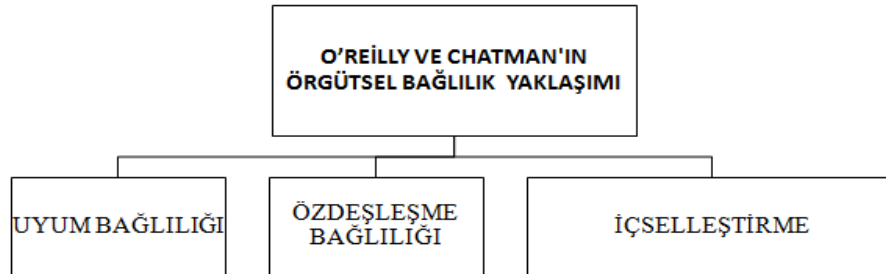 O'REİLLY VE CHATMAN'IN
ÖRGÜTSEL BAĞLILIK YAKLAŞIMI
UYUM BAĞLILIĞI
ÖZDEŞLEŞME
BAĞLILIĞI
İÇSELLEŞTİRME